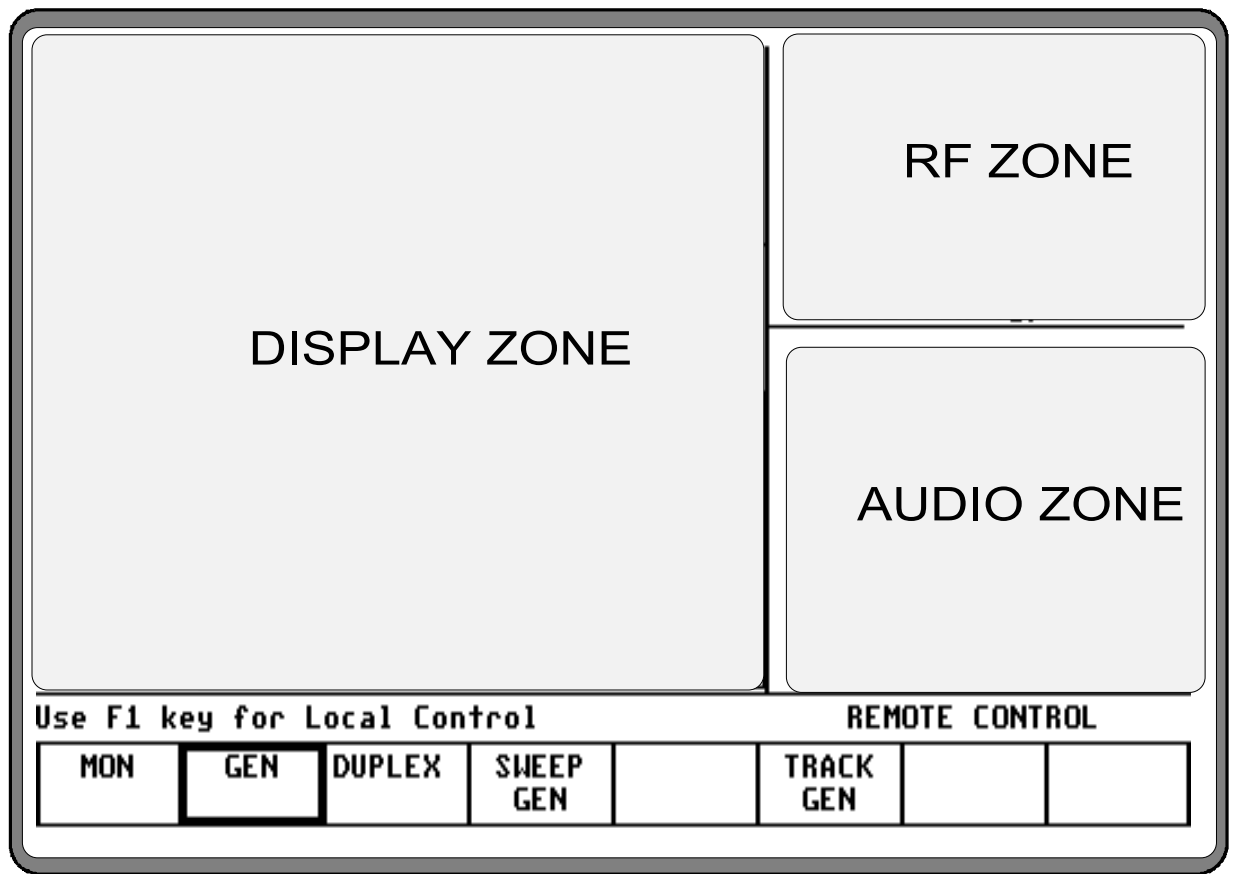 RF ZONE
DISPLAY ZONE
AUDIO ZONE
Use F1 key for Local Control REMOTE CONTROL
MON GEN DUPLEX SWEEP GEN TRACK GEN